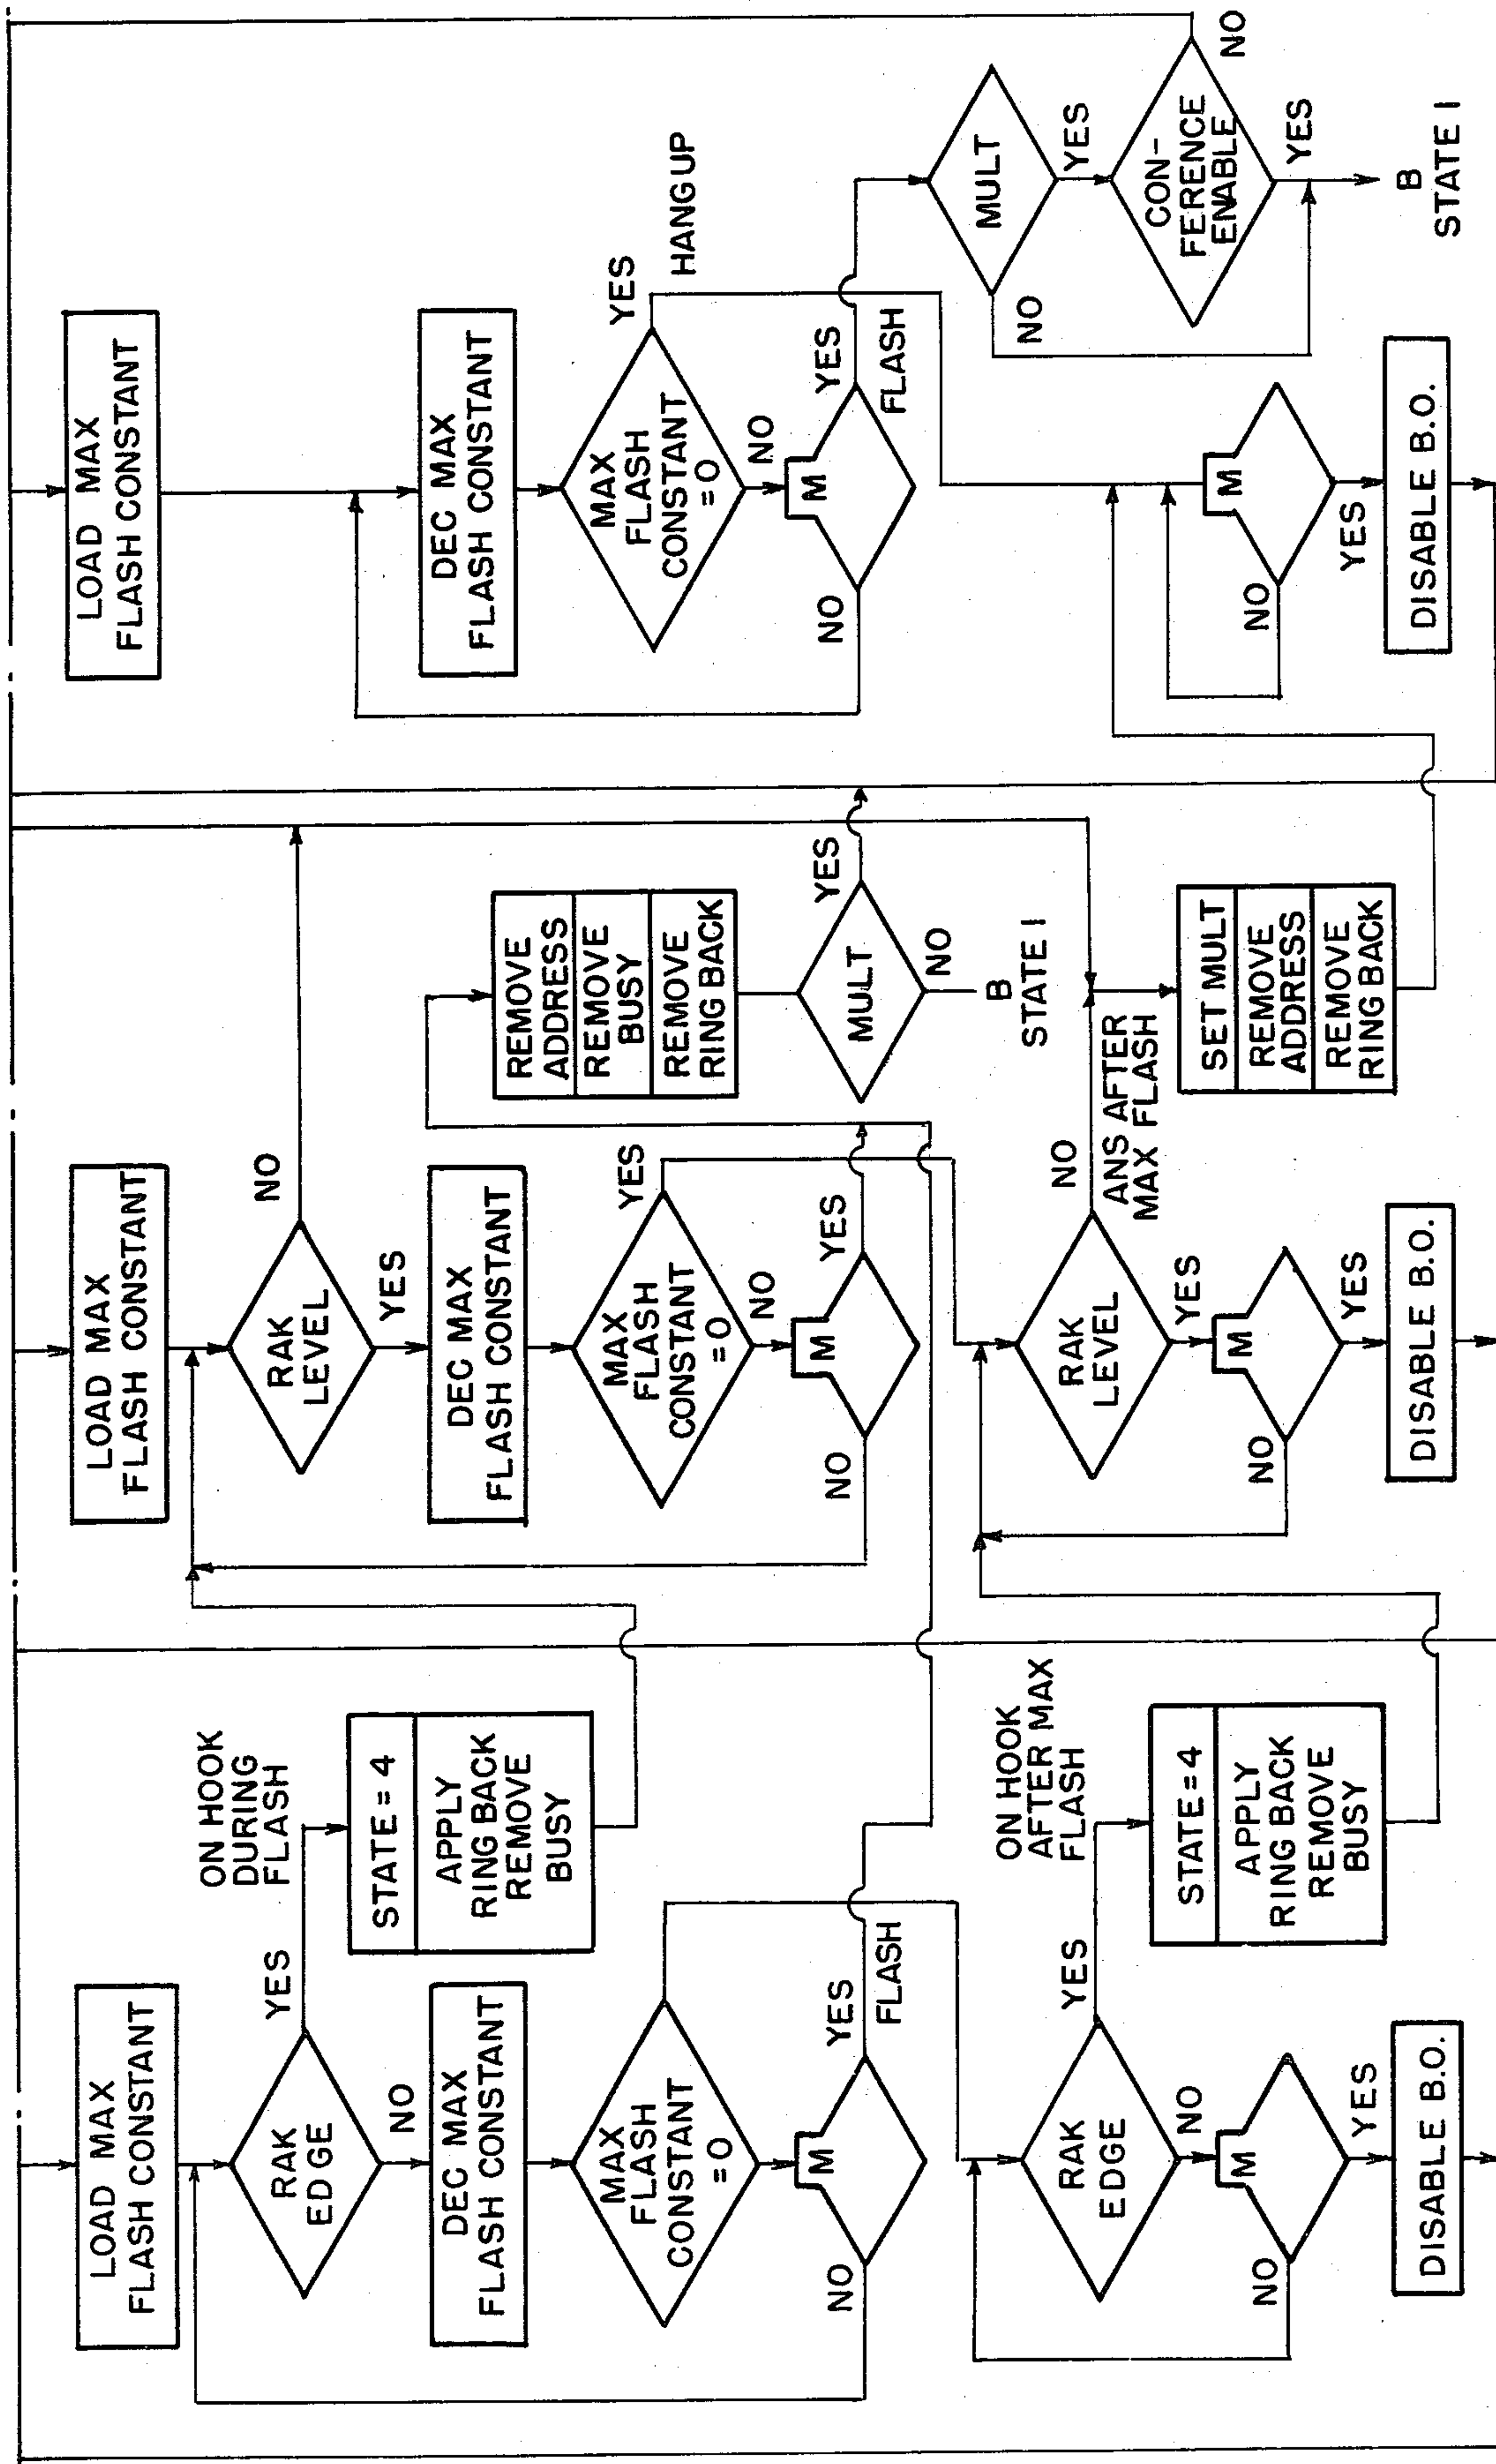 LOAD MAX
FLASH CONSTANT
RAK
EDGE
YES
ON HOOK
DURING
FLASH
STATE = 4
APPLY
RING BACK
REMOVE
BUSY
NO
DEC MAX
FLASH CONSTANT
MAX
FLASH
CONSTANT
= 0
M
NO
YES
FLASH
RAK
EDGE
YES
ON HOOK
AFTER MAX
FLASH
STATE = 4
APPLY
RING BACK
REMOVE
BUSY
NO
M
NO
YES
DISABLE B.O.
LOAD MAX
FLASH CONSTANT
RAK
LEVEL
NO
YES
DEC MAX
FLASH CONSTANT
MAX
FLASH
CONSTANT
= 0
YES
NO
M
NO
YES
REMOVE
ADDRESS
REMOVE
BUSY
REMOVE
RING BACK
MULT
YES
NO
B
STATE 1
RAK
LEVEL
NO
ANS AFTER
MAX FLASH
YES
SET MULT
REMOVE
ADDRESS
REMOVE
RING BACK
M
NO
YES
DISABLE B.O.
LOAD MAX
FLASH CONSTANT
DEC MAX
FLASH CONSTANT
MAX
FLASH
CONSTANT
= 0
YES
HANGUP
NO
M
NO
YES
FLASH
MULT
NO
YES
CON-
FERENCE
ENABLE
NO
YES
B
STATE 1
M
NO
YES
DISABLE B.O.